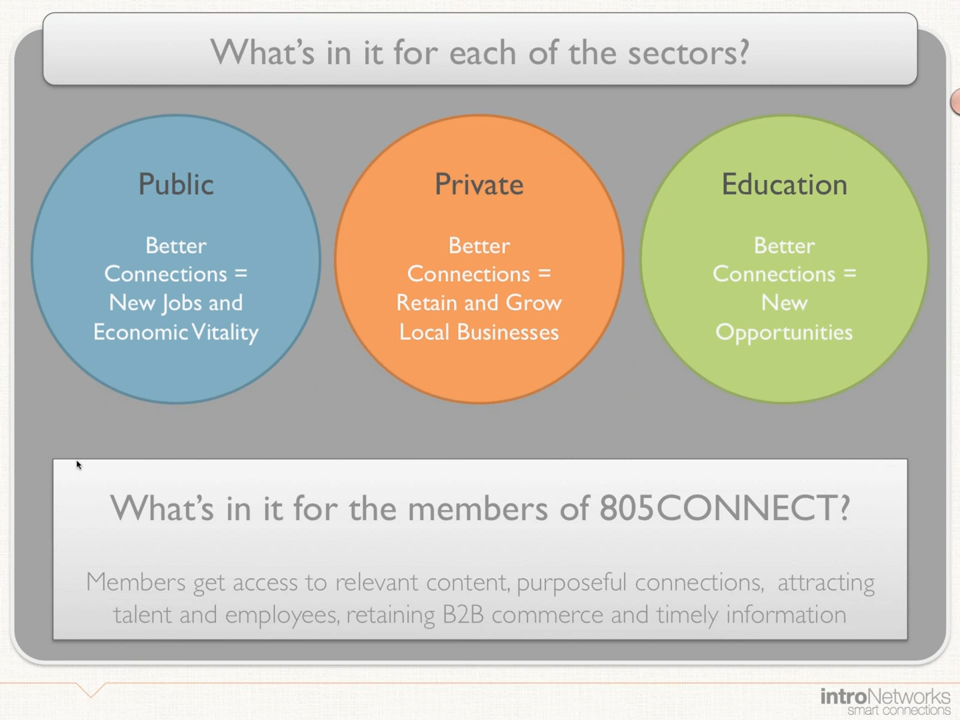 What's in it for each of the sectors?
Public
Better
Connections =
New Jobs and
Economic Vitality
Private
Better
Connections =
Retain and Grow
Local Businesses
Education
Better
Connections =
New
Opportunities
What's in it for the members of 805CONNECT?
Members get access to relevant content, purposeful connections, attracting
talent and employees, retaining B2B commerce and timely information
introNetworks
smart connections